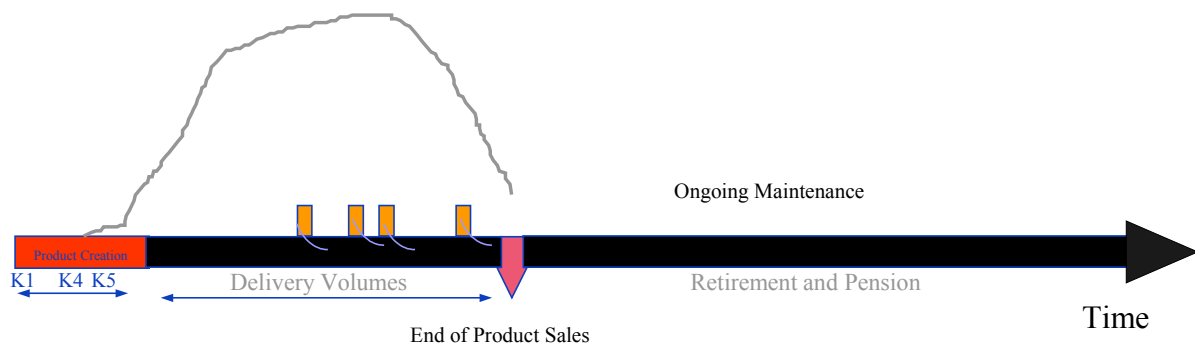 Ongoing Maintenance
Product Creation
K1 K4 K5
Delivery Volumes
Retirement and Pension
Time
End of Product Sales